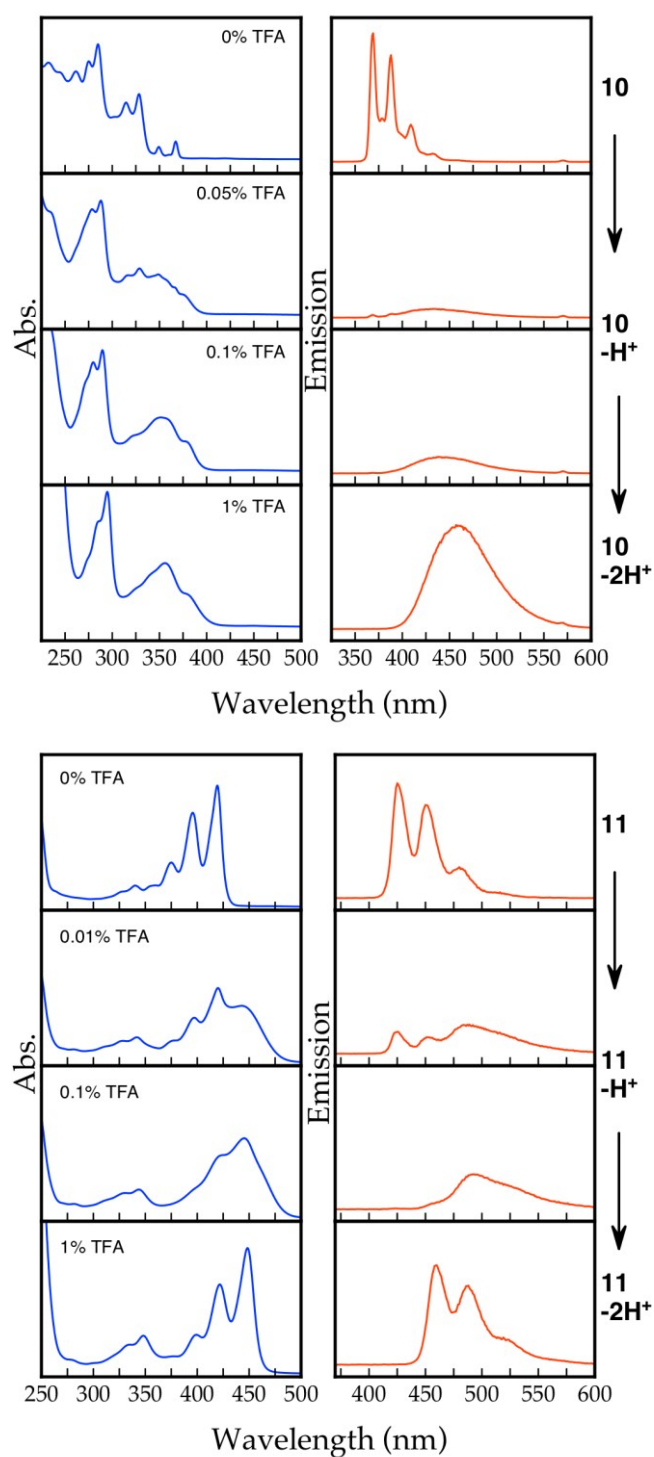 0% TFA
10
0.05% TFA
Abs.
Emission
10
-H⁺
0.1% TFA
1% TFA
10
-2H⁺
250 300 350 400 450 500
350 400 450 500 550 600
Wavelength (nm)
0% TFA
11
0.01% TFA
Abs.
Emission
11
-H⁺
0.1% TFA
1% TFA
11
-2H⁺
250 300 350 400 450 500
400 450 500 550 600
Wavelength (nm)